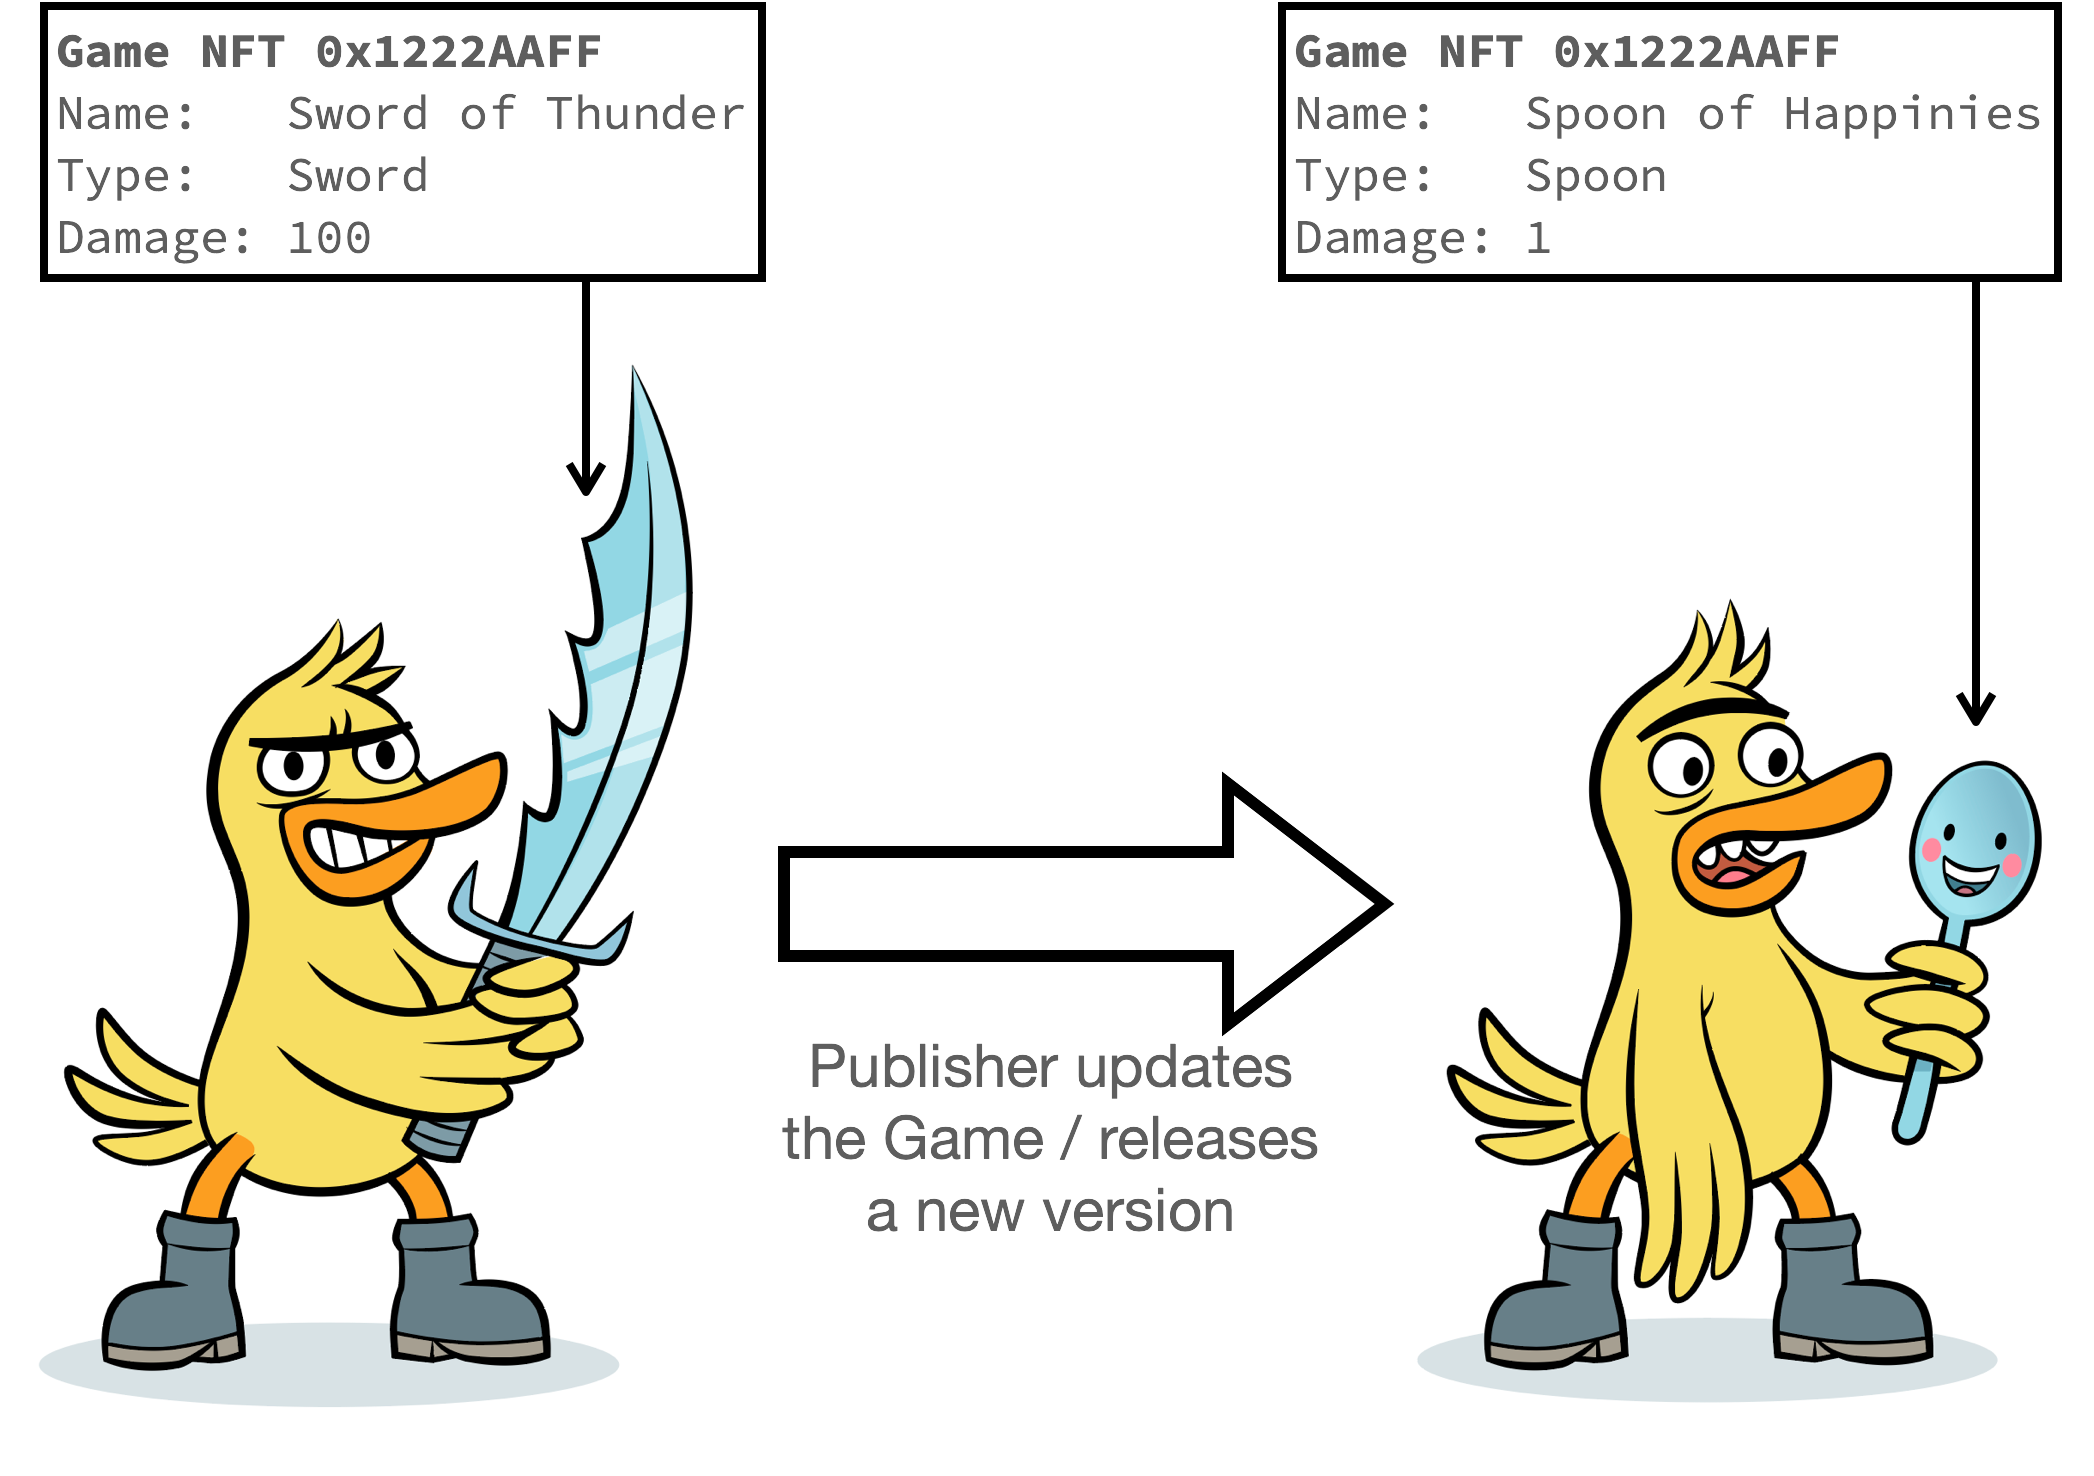 Game NFT 0x1222AAFF
Name: Sword of Thunder
Type: Sword
Damage: 100
Game NFT 0x1222AAFF
Name: Spoon of Happinies
Type: Spoon
Damage: 1
Publisher updates
the Game / releases
a new version